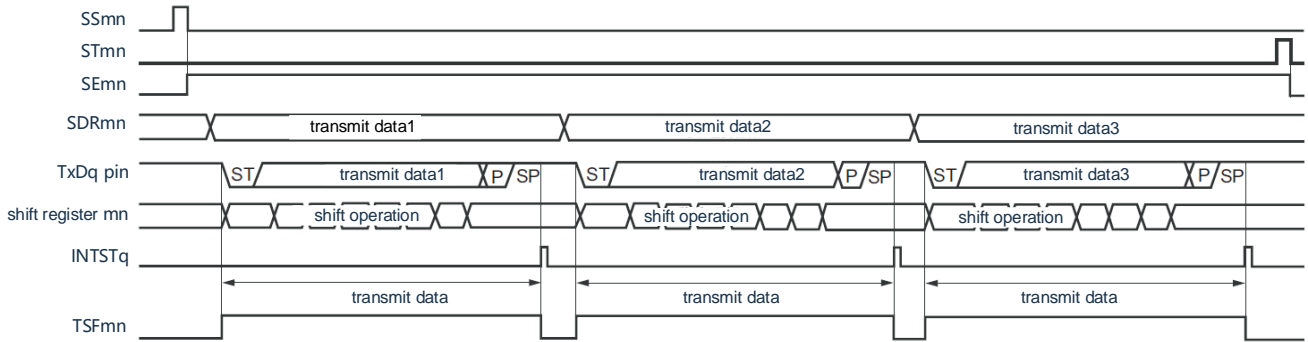 SSmn
STmn
SEmn
SDRmn transmit data1 transmit data2 transmit data3
TxDq pin ST transmit data1 P SP ST transmit data2 P SP ST transmit data3 P SP
shift register mn shift operation shift operation shift operation
INTSTq
transmit data transmit data transmit data
TSFmn